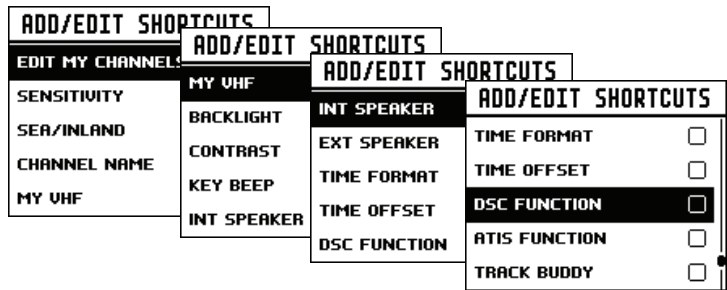 ADD/EDIT SHORTCUTS
EDIT MY CHANNELS
SENSITIVITY
SEA/INLAND
CHANNEL NAME
MY VHF
ADD/EDIT SHORTCUTS
MY VHF
BACKLIGHT
CONTRAST
KEY BEEP
INT SPEAKER
ADD/EDIT SHORTCUTS
INT SPEAKER
EXT SPEAKER
TIME FORMAT
TIME OFFSET
DSC FUNCTION
ADD/EDIT SHORTCUTS
TIME FORMAT
TIME OFFSET
DSC FUNCTION
ATIS FUNCTION
TRACK BUDDY